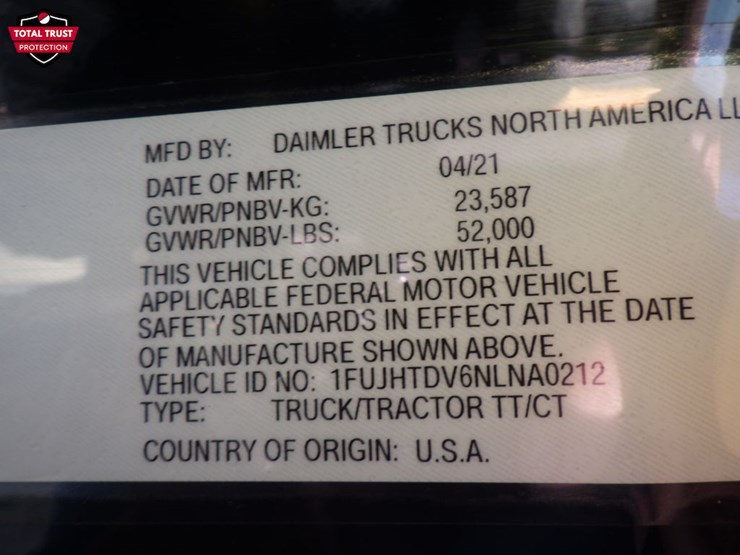 TOTAL TRUST
PROTECTION
MFD BY: DAIMLER TRUCKS NORTH AMERICA LL
DATE OF MFR: 04/21
GVWR/PNBV-KG: 23,587
GVWR/PNBV-LBS: 52,000
THIS VEHICLE COMPLIES WITH ALL
APPLICABLE FEDERAL MOTOR VEHICLE
SAFETY STANDARDS IN EFFECT AT THE DATE
OF MANUFACTURE SHOWN ABOVE.
VEHICLE ID NO: 1FUJHTDV6NLNA0212
TYPE: TRUCK/TRACTOR TT/CT
COUNTRY OF ORIGIN: U.S.A.